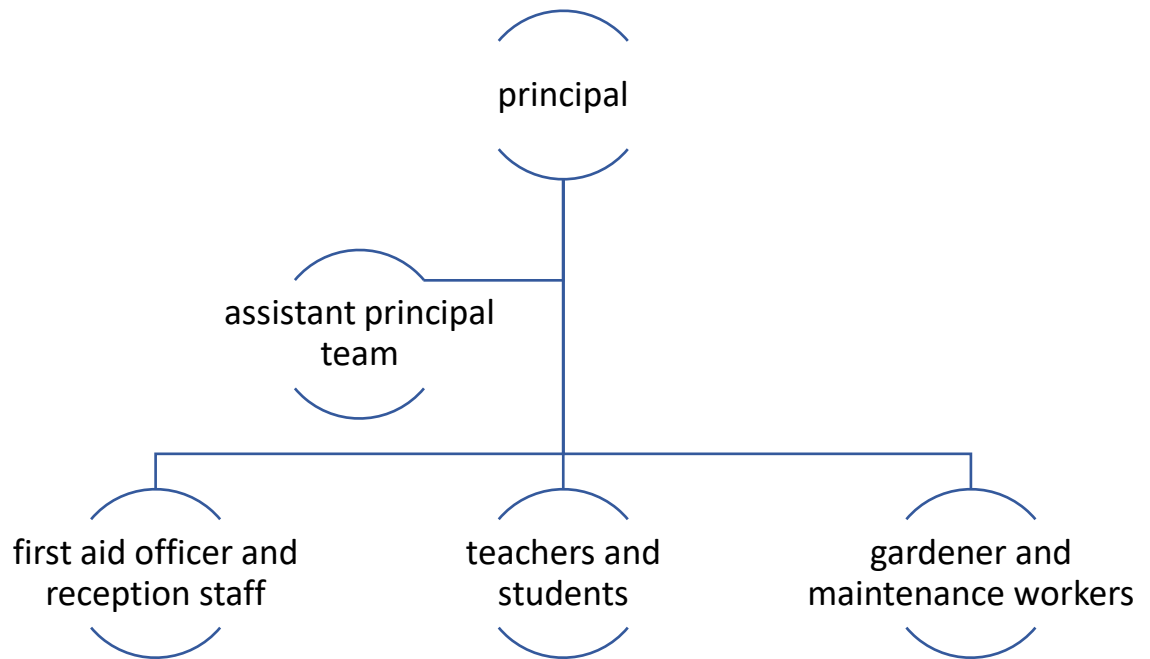 principal
assistant principal
team
first aid officer and
reception staff
teachers and
students
gardener and
maintenance workers